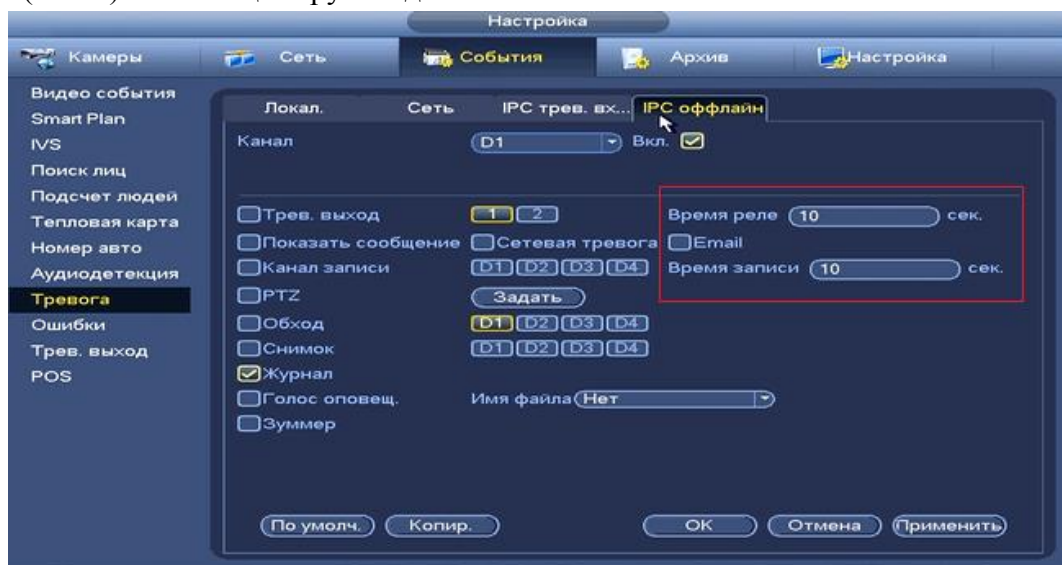 Настройка
Камеры Сеть События Архив Настройка
Видео события
Smart Plan
IVS
Поиск лиц
Подсчет людей
Тепловая карта
Номер авто
Аудиодетекция
Тревога
Ошибки
Трев. выход
POS
Локал. Сеть IPC трев. вх... IPC оффлайн
Канал D1 Вкл.
Трев. выход 1 2 Время реле 10 сек.
Показать сообщение Сетевая тревога Email
Канал записи D1 D2 D3 D4 Время записи 10 сек.
PTZ Задать
Обход D1 D2 D3 D4
Снимок D1 D2 D3 D4
Журнал
Голос оповещ. Имя файла Нет
Зуммер
По умолч. Копир. OK Отмена Применить